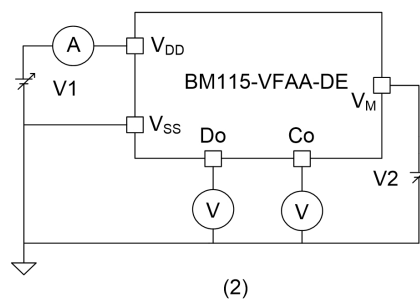 A
V1
VDD
BM115-VFAA-DE
VM
VSS
Do
Co
V2
V
V
(2)